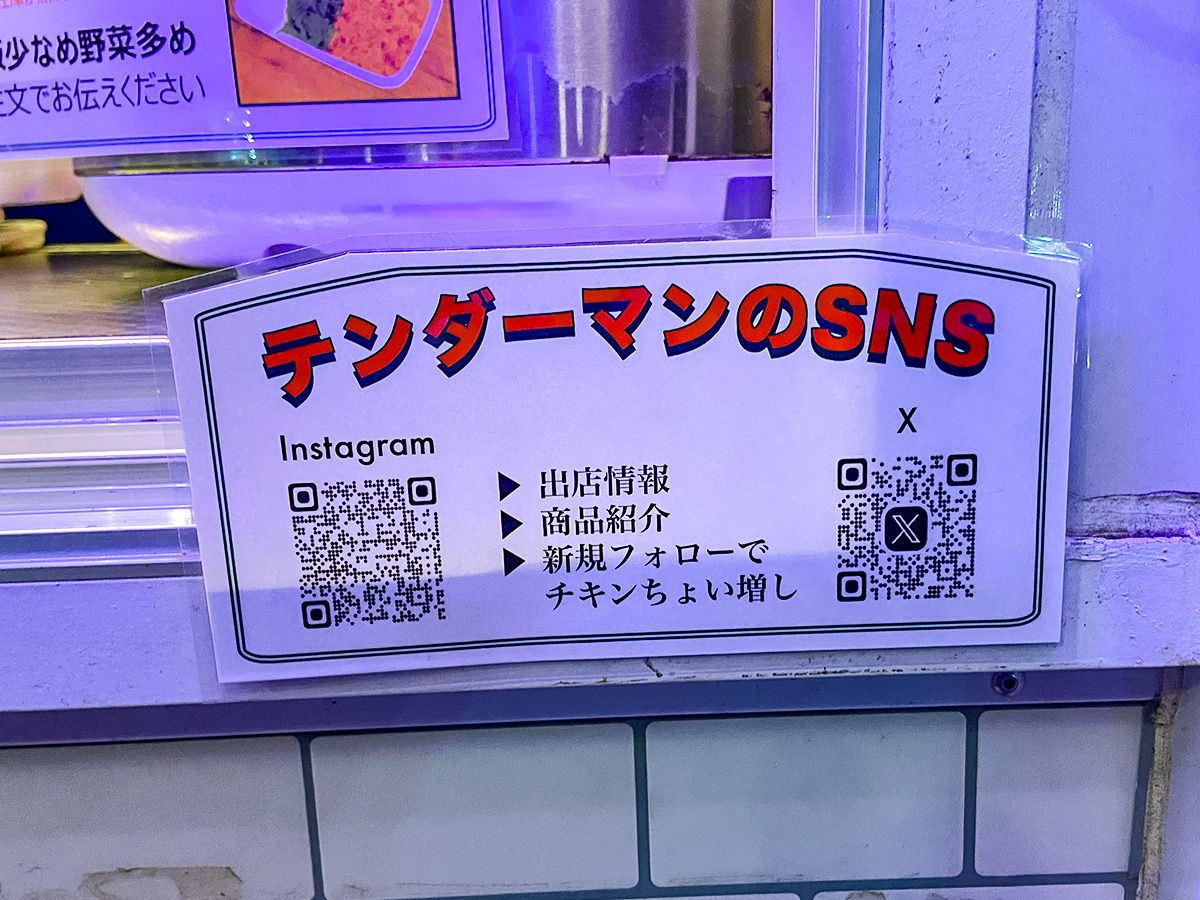 少なめ野菜多め
文でお伝えください
テンダーマンのSNS
Instagram
X
▶ 出店情報
▶ 商品紹介
▶ 新規フォローで
チキンちょい増し